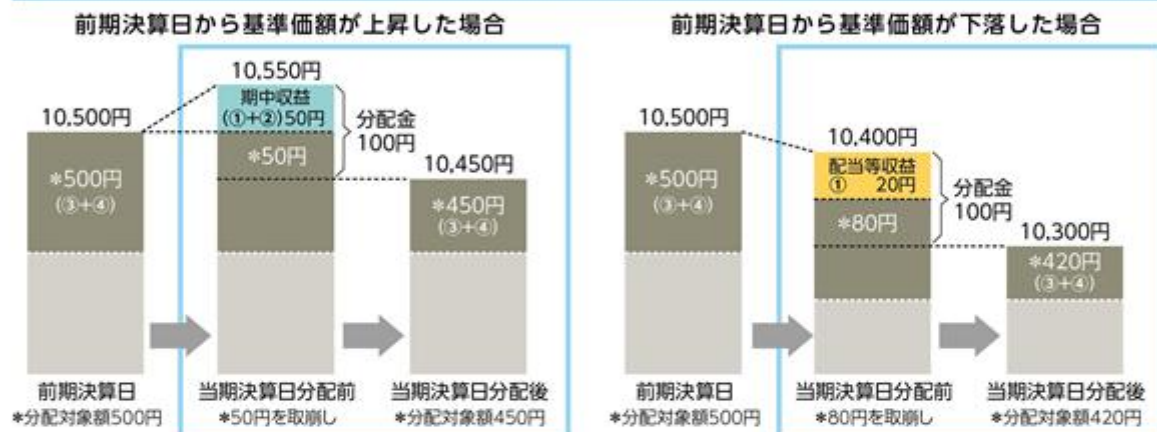 前期決算日から基準価額が上昇した場合
10,550円
期中収益
(①+②)50円
10,500円
分配金
100円
*50円
10,450円
*500円
(③+④)
*450円
(③+④)
前期決算日
*分配対象額500円
当期決算日分配前
*50円を取崩し
当期決算日分配後
*分配対象額450円
前期決算日から基準価額が下落した場合
10,500円
10,400円
配当等収益
① 20円
*500円
(③+④)
分配金
100円
*80円
10,300円
*420円
(③+④)
前期決算日
*分配対象額500円
当期決算日分配前
*80円を取崩し
当期決算日分配後
*分配対象額420円